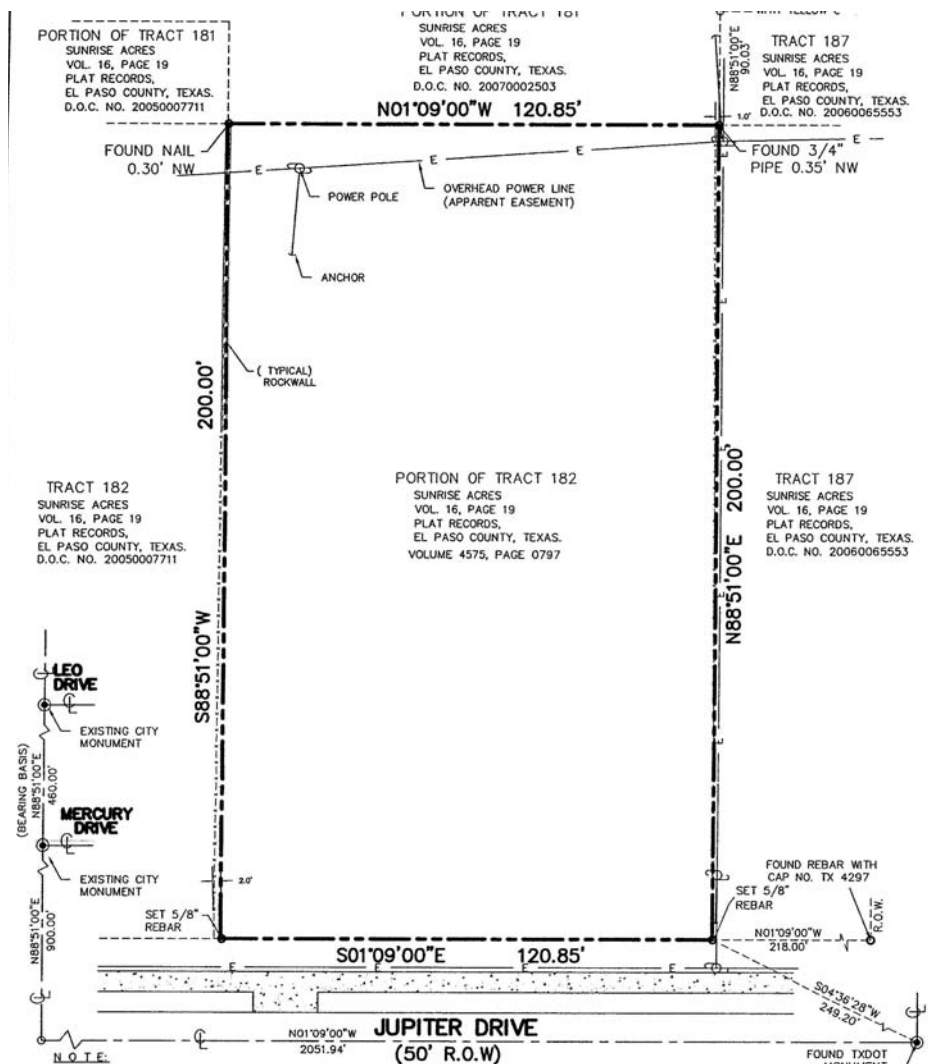 PORTION OF TRACT 181
SUNRISE ACRES
VOL. 16, PAGE 19
PLAT RECORDS,
EL PASO COUNTY, TEXAS.
D.O.C. NO. 20050007711
PORTION OF TRACT 181
SUNRISE ACRES
VOL. 16, PAGE 19
PLAT RECORDS,
EL PASO COUNTY, TEXAS.
D.O.C. NO. 20070002503
N88°51'00"E
90.03'
TRACT 187
SUNRISE ACRES
VOL. 16, PAGE 19
PLAT RECORDS,
EL PASO COUNTY, TEXAS.
D.O.C. NO. 20060065553
N01°09'00"W 120.85'
1.0'
FOUND NAIL
0.30' NW
E E E E
FOUND 3/4"
PIPE 0.35' NW
POWER POLE
OVERHEAD POWER LINE
(APPARENT EASEMENT)
ANCHOR
( TYPICAL)
ROCKWALL
200.00'
S88°51'00"W
TRACT 182
SUNRISE ACRES
VOL. 16, PAGE 19
PLAT RECORDS,
EL PASO COUNTY, TEXAS.
D.O.C. NO. 20050007711
PORTION OF TRACT 182
SUNRISE ACRES
VOL. 16, PAGE 19
PLAT RECORDS,
EL PASO COUNTY, TEXAS.
VOLUME 4575, PAGE 0797
N88°51'00"E 200.00'
TRACT 187
SUNRISE ACRES
VOL. 16, PAGE 19
PLAT RECORDS,
EL PASO COUNTY, TEXAS.
D.O.C. NO. 20060065553
LEO
DRIVE
EXISTING CITY
MONUMENT
(BEARING BASIS)
N88°51'00"E
460.00'
MERCURY
DRIVE
EXISTING CITY
MONUMENT
N88°51'00"E
900.00'
2.0'
SET 5/8"
REBAR
SET 5/8"
REBAR
FOUND REBAR WITH
CAP NO. TX 4297
R.O.W.
N01°09'00"W
218.00'
S01°09'00"E 120.85'
E E E E
S04°36'28"W
249.20'
JUPITER DRIVE
(50' R.O.W)
N01°09'00"W
2051.94'
NOTE:
FOUND TXDOT
MONUMENT